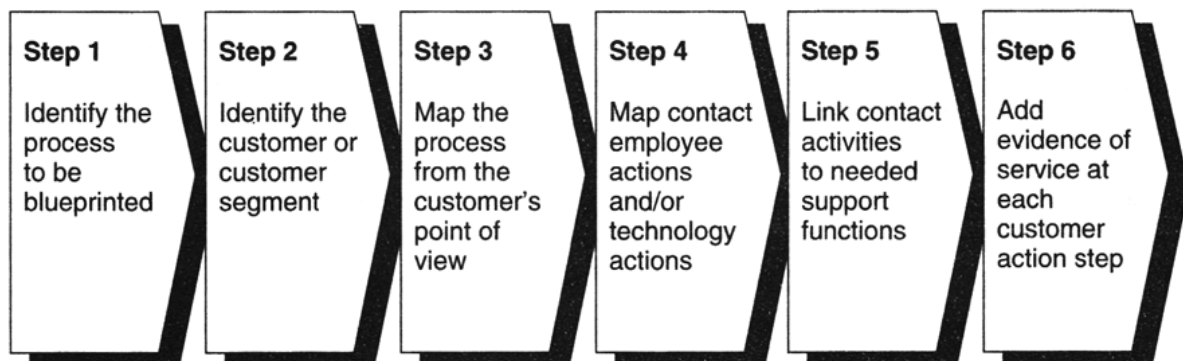 Step 1
Identify the
process
to be
blueprinted
Step 2
Identify the
customer or
customer
segment
Step 3
Map the
process
from the
customer's
point of
view
Step 4
Map contact
employee
actions
and/or
technology
actions
Step 5
Link contact
activities
to needed
support
functions
Step 6
Add
evidence of
service at
each
customer
action step